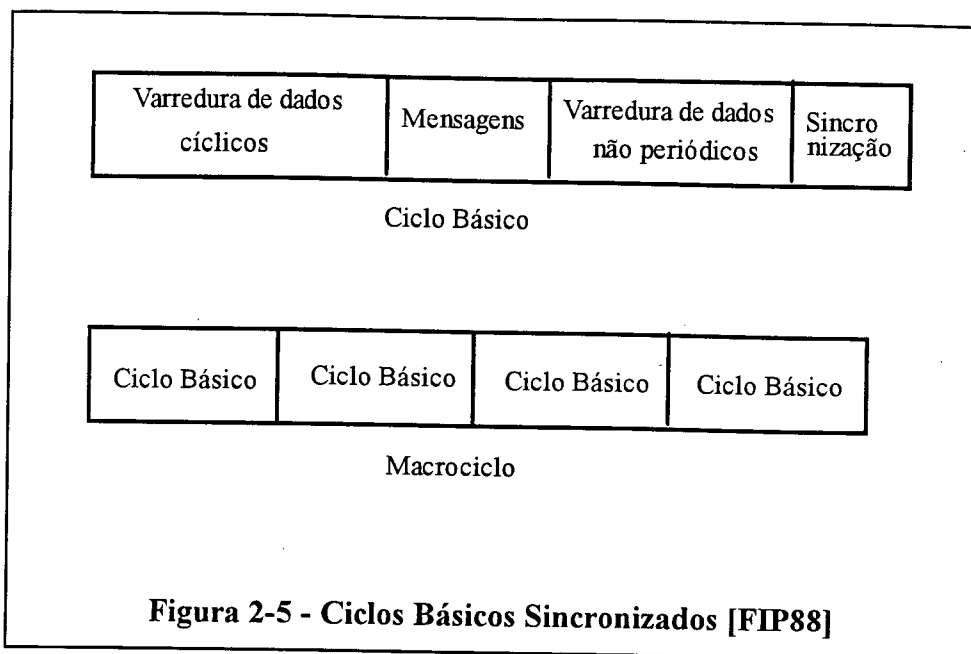 Varredura de dados
cíclicos
Mensagens
Varredura de dados
não periódicos
Sincro
nização
Ciclo Básico
Ciclo Básico
Ciclo Básico
Ciclo Básico
Ciclo Básico
Macrociclo
Figura 2-5 - Ciclos Básicos Sincronizados [FIP88]